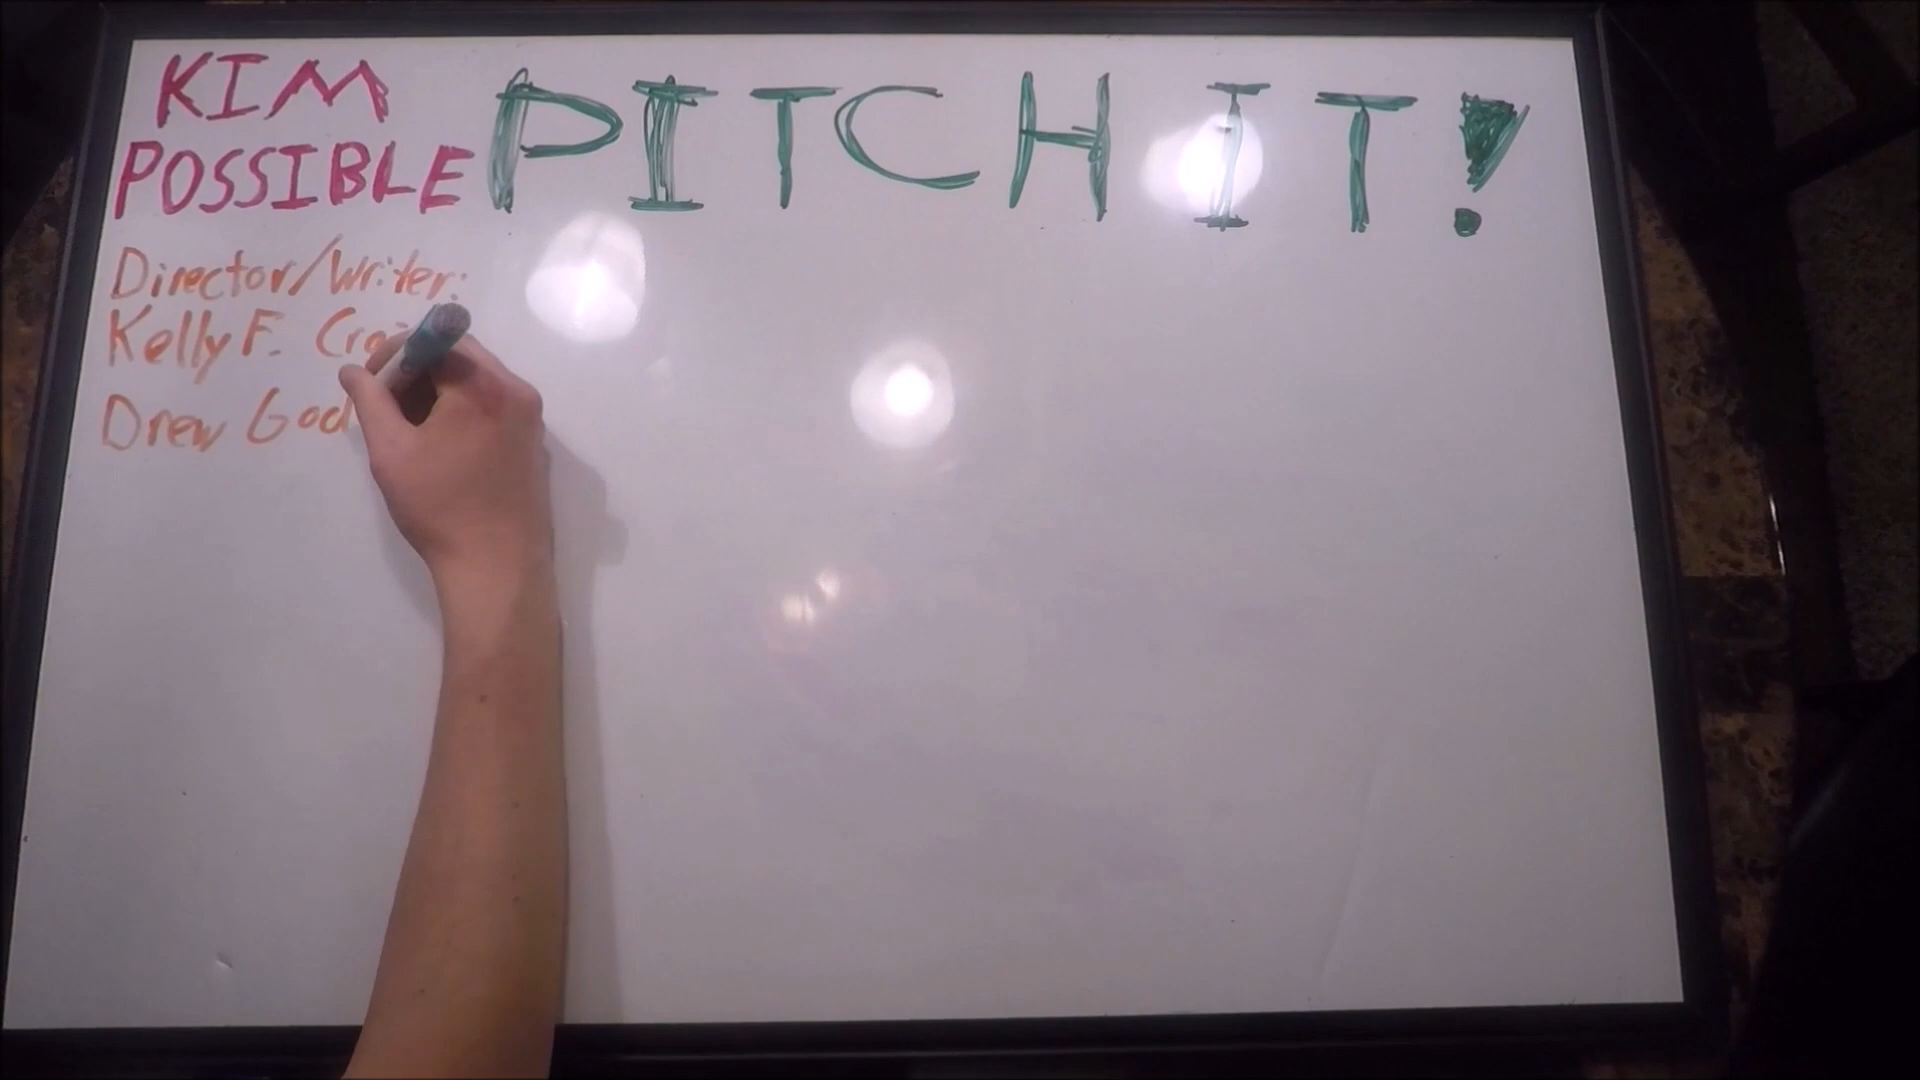 KIM
POSSIBLE
PITCH IT!
Director/Writer:
Kelly F.
Drew